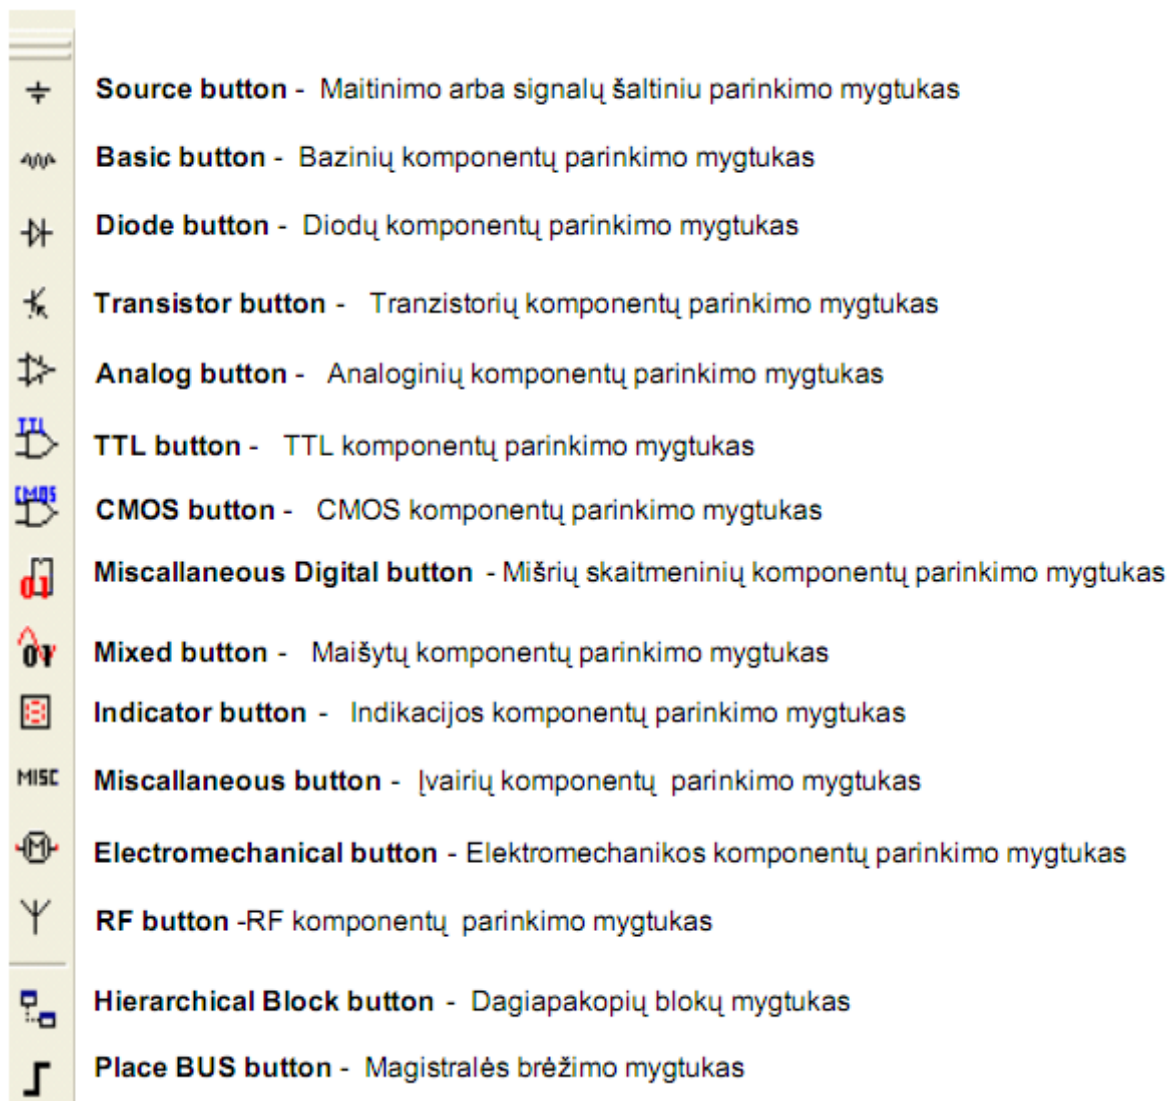 Source button - Maitinimo arba signalų šaltiniu parinkimo mygtukas
Basic button - Bazinių komponentų parinkimo mygtukas
Diode button - Diodų komponentų parinkimo mygtukas
Transistor button - Tranzistorių komponentų parinkimo mygtukas
Analog button - Analoginių komponentų parinkimo mygtukas
TTL
TTL button - TTL komponentų parinkimo mygtukas
CMOS
CMOS button - CMOS komponentų parinkimo mygtukas
Miscallaneous Digital button - Mišrių skaitmeninių komponentų parinkimo mygtukas
Mixed button - Maišytų komponentų parinkimo mygtukas
Indicator button - Indikacijos komponentų parinkimo mygtukas
MISC Miscallaneous button - Įvairių komponentų parinkimo mygtukas
M Electromechanical button - Elektromechanikos komponentų parinkimo mygtukas
RF button -RF komponentų parinkimo mygtukas
Hierarchical Block button - Dagiapakopių blokų mygtukas
Place BUS button - Magistralės brėžimo mygtukas